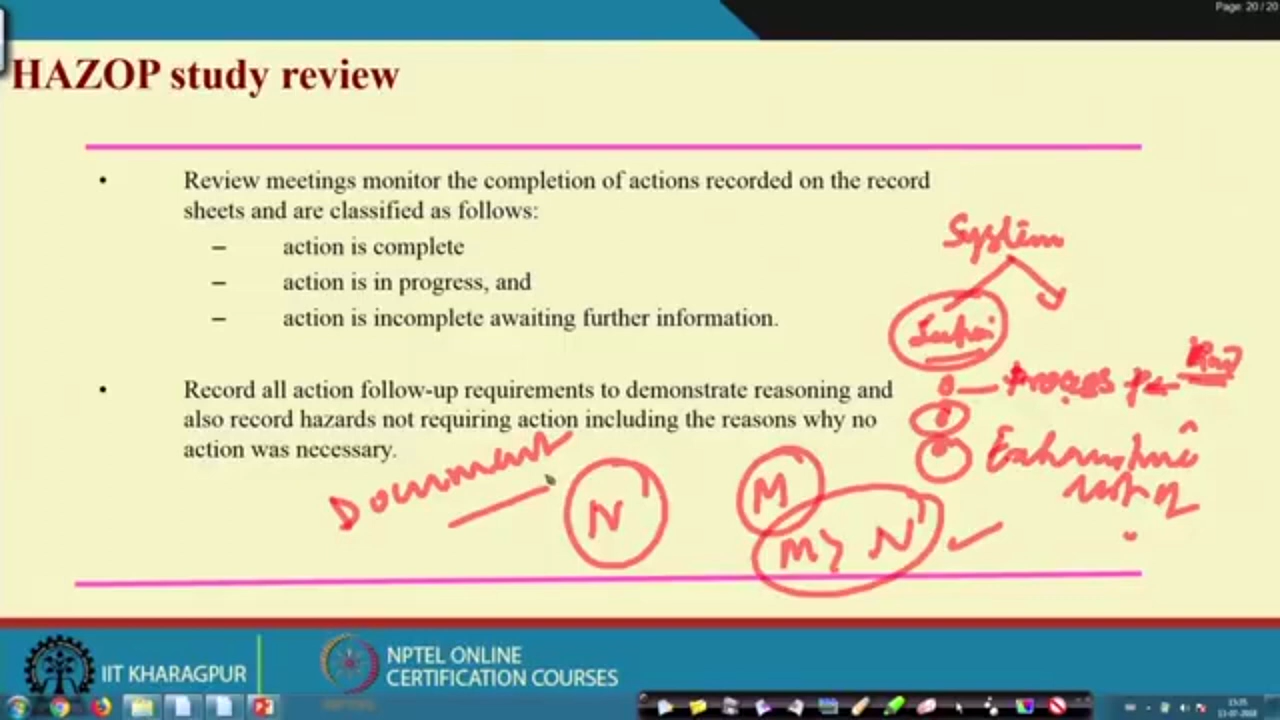 Page: 20 / 20
HAZOP study review
• Review meetings monitor the completion of actions recorded on the record
sheets and are classified as follows:
– action is complete
– action is in progress, and
– action is incomplete awaiting further information.
• Record all action follow-up requirements to demonstrate reasoning and
also record hazards not requiring action including the reasons why no
action was necessary.
System
Process
Document
N
M
M > N
IIT KHARAGPUR
NPTEL ONLINE
CERTIFICATION COURSES